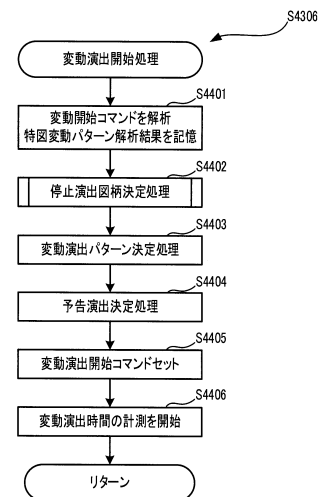 S4306
変動演出開始処理
S4401
変動開始コマンドを解析
特図変動パターン解析結果を記憶
S4402
停止演出図柄決定処理
S4403
変動演出パターン決定処理
S4404
予告演出決定処理
S4405
変動演出開始コマンドセット
S4406
変動演出時間の計測を開始
リターン